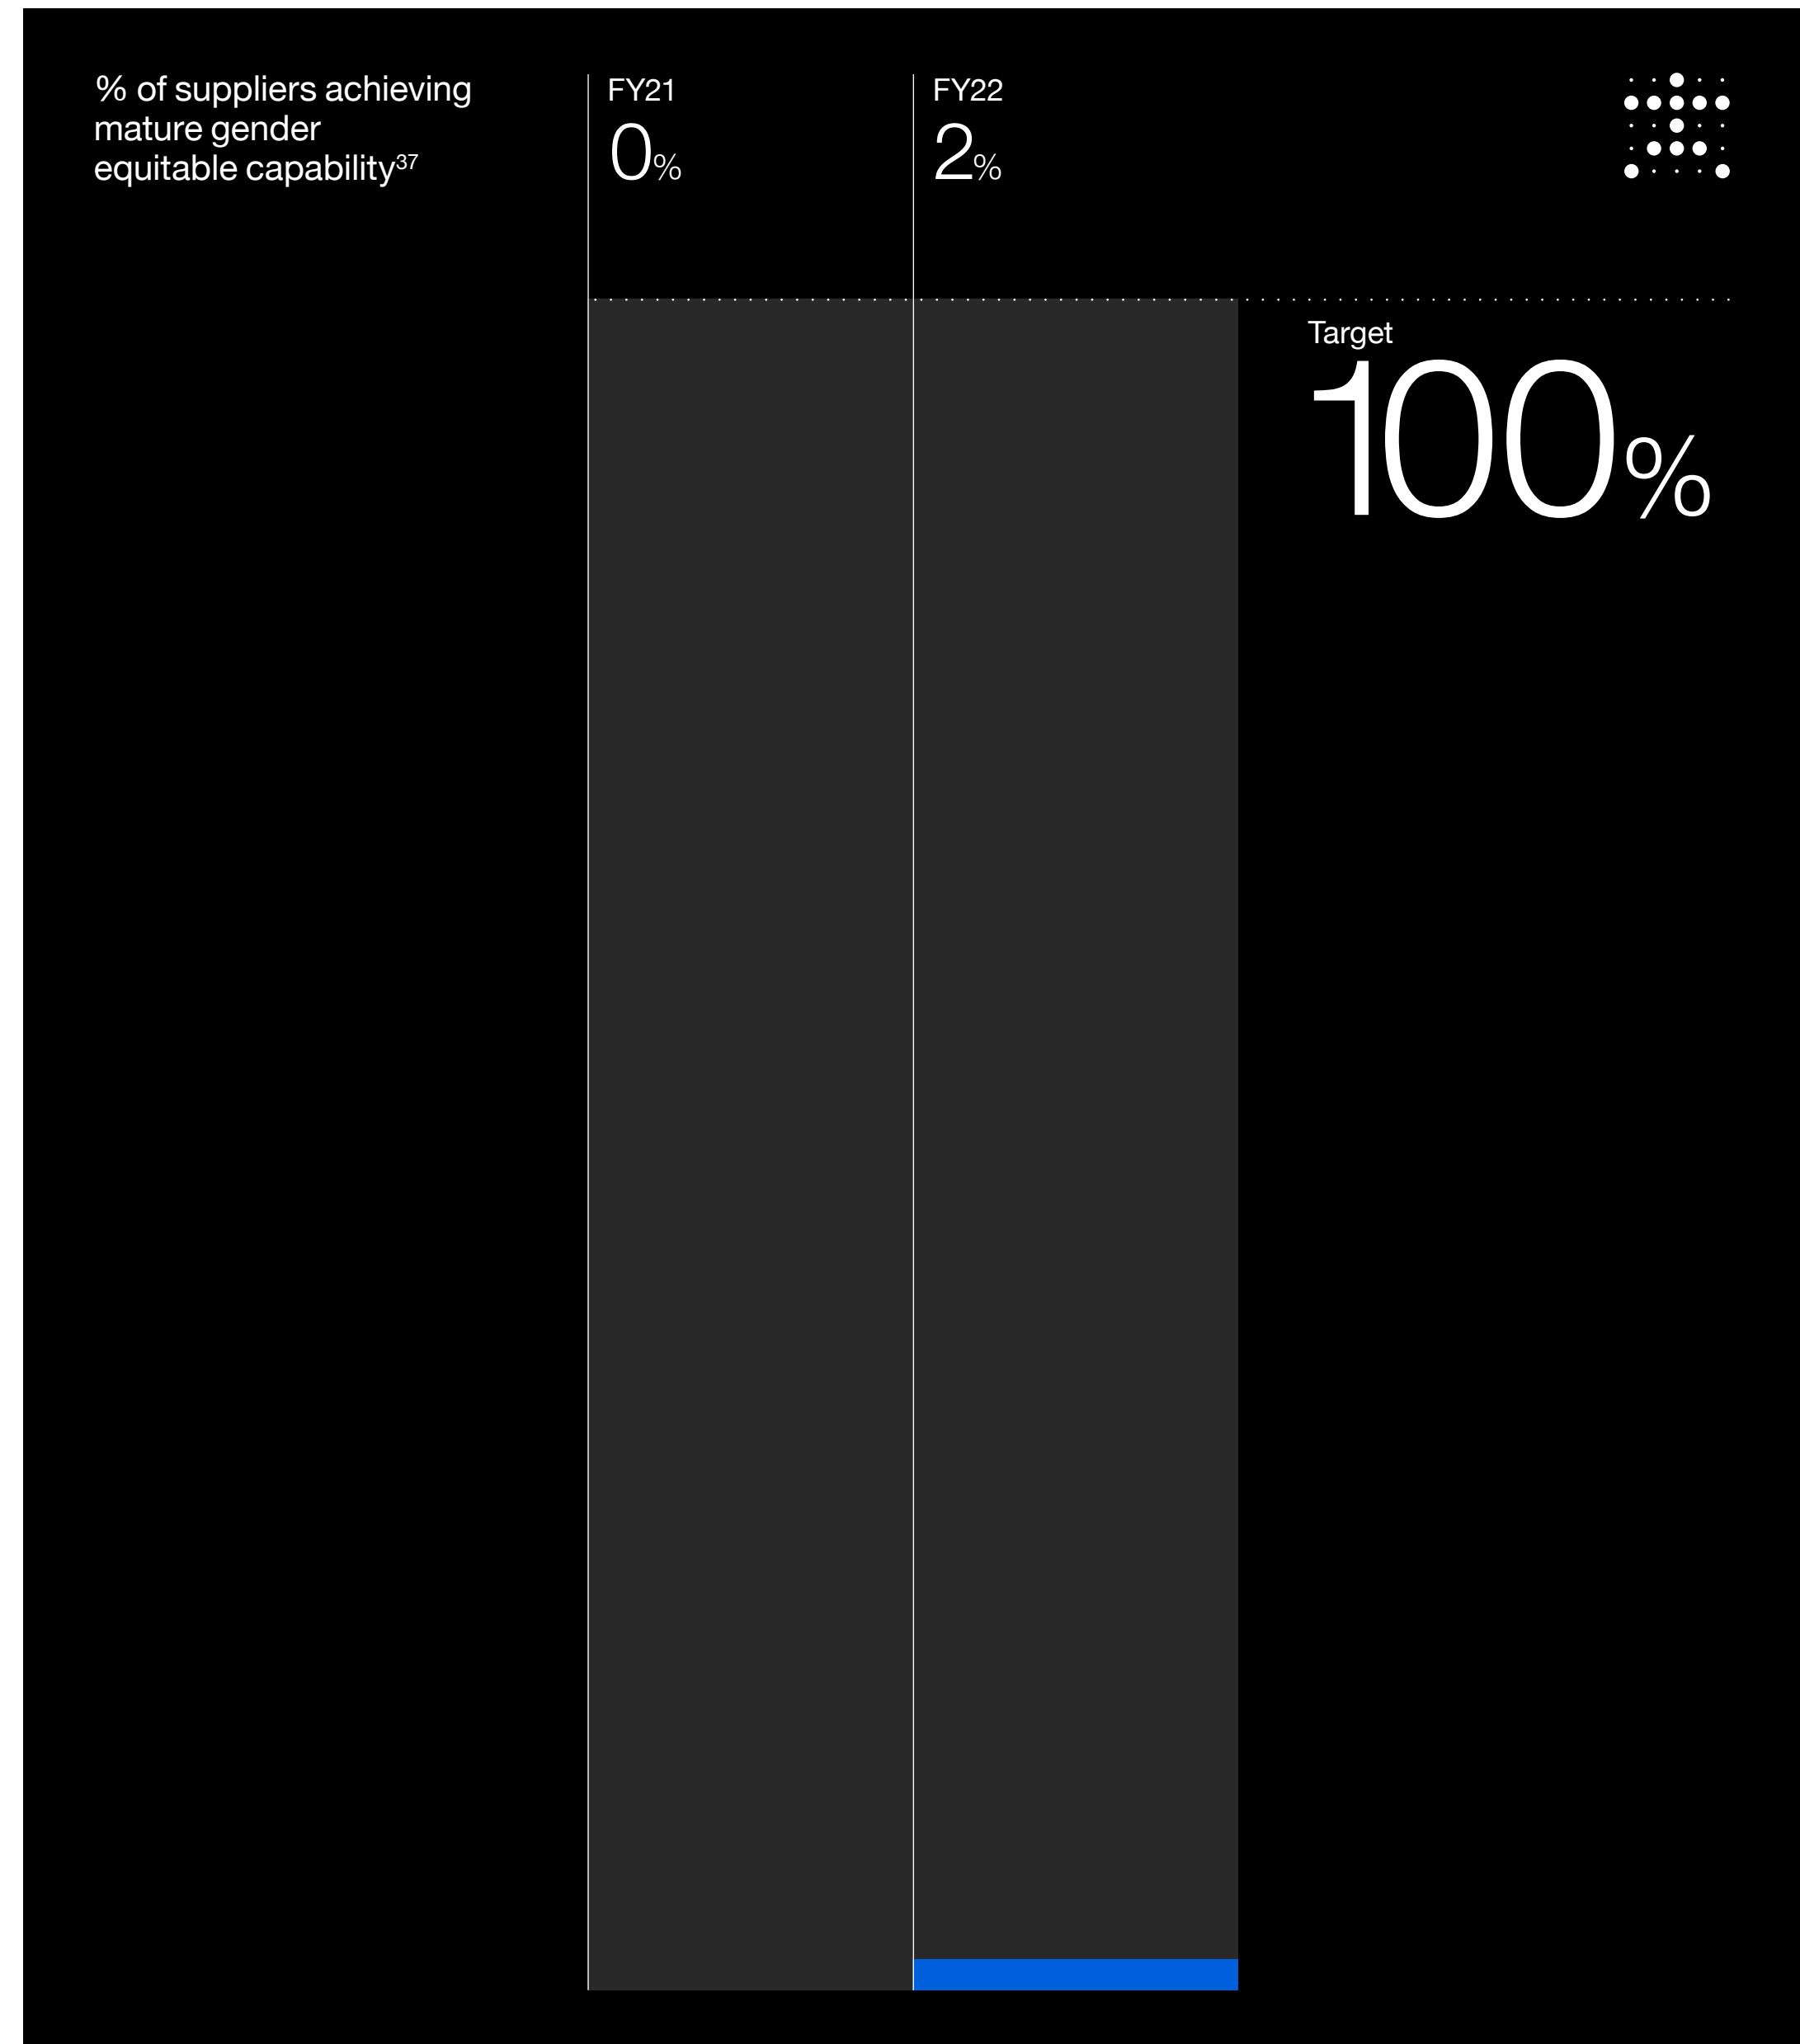 % of suppliers achieving
mature gender
equitable capability37
FY21
0%
FY22
2%
Target
100%